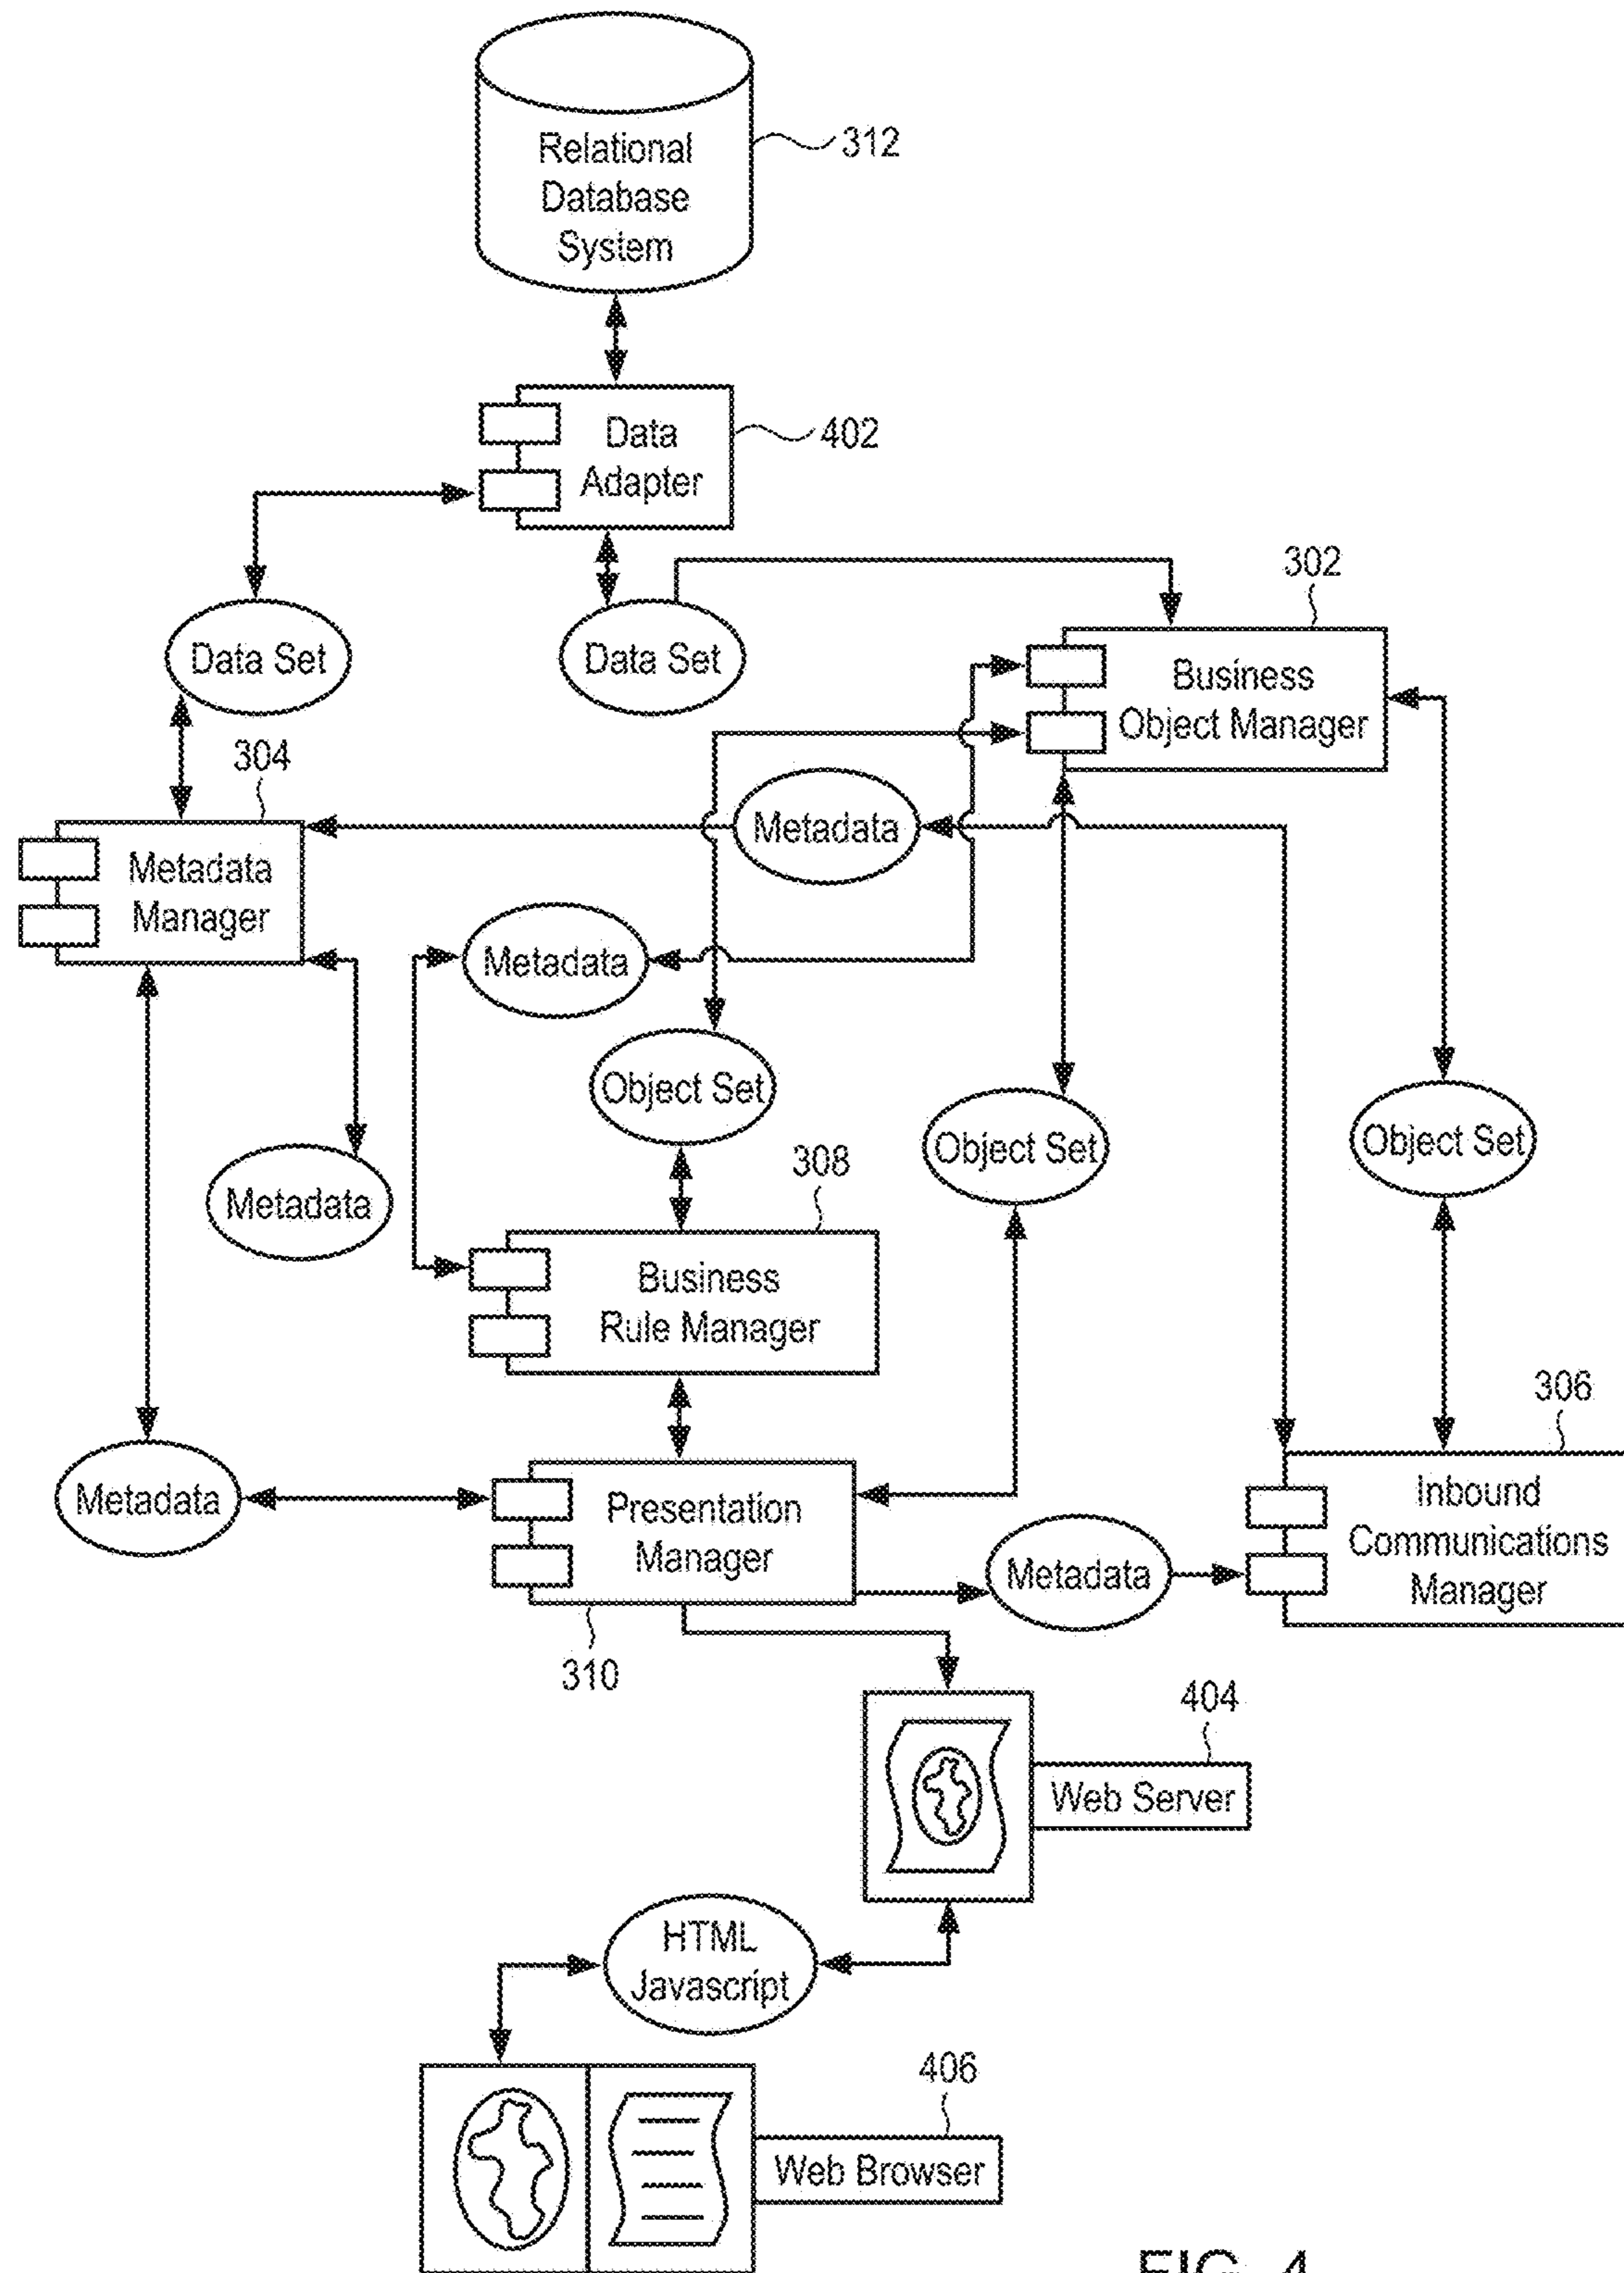 Relational
Database
System
312
Data
Adapter
402
302
Data Set
Data Set
Business
Object Manager
304
Metadata
Metadata
Manager
Metadata
Object Set
Object Set
Object Set
308
Metadata
Business
Rule Manager
306
Metadata
Presentation
Manager
Inbound
Communications
Manager
Metadata
310
404
Web Server
HTML
Javascript
406
Web Browser
FIG. 4